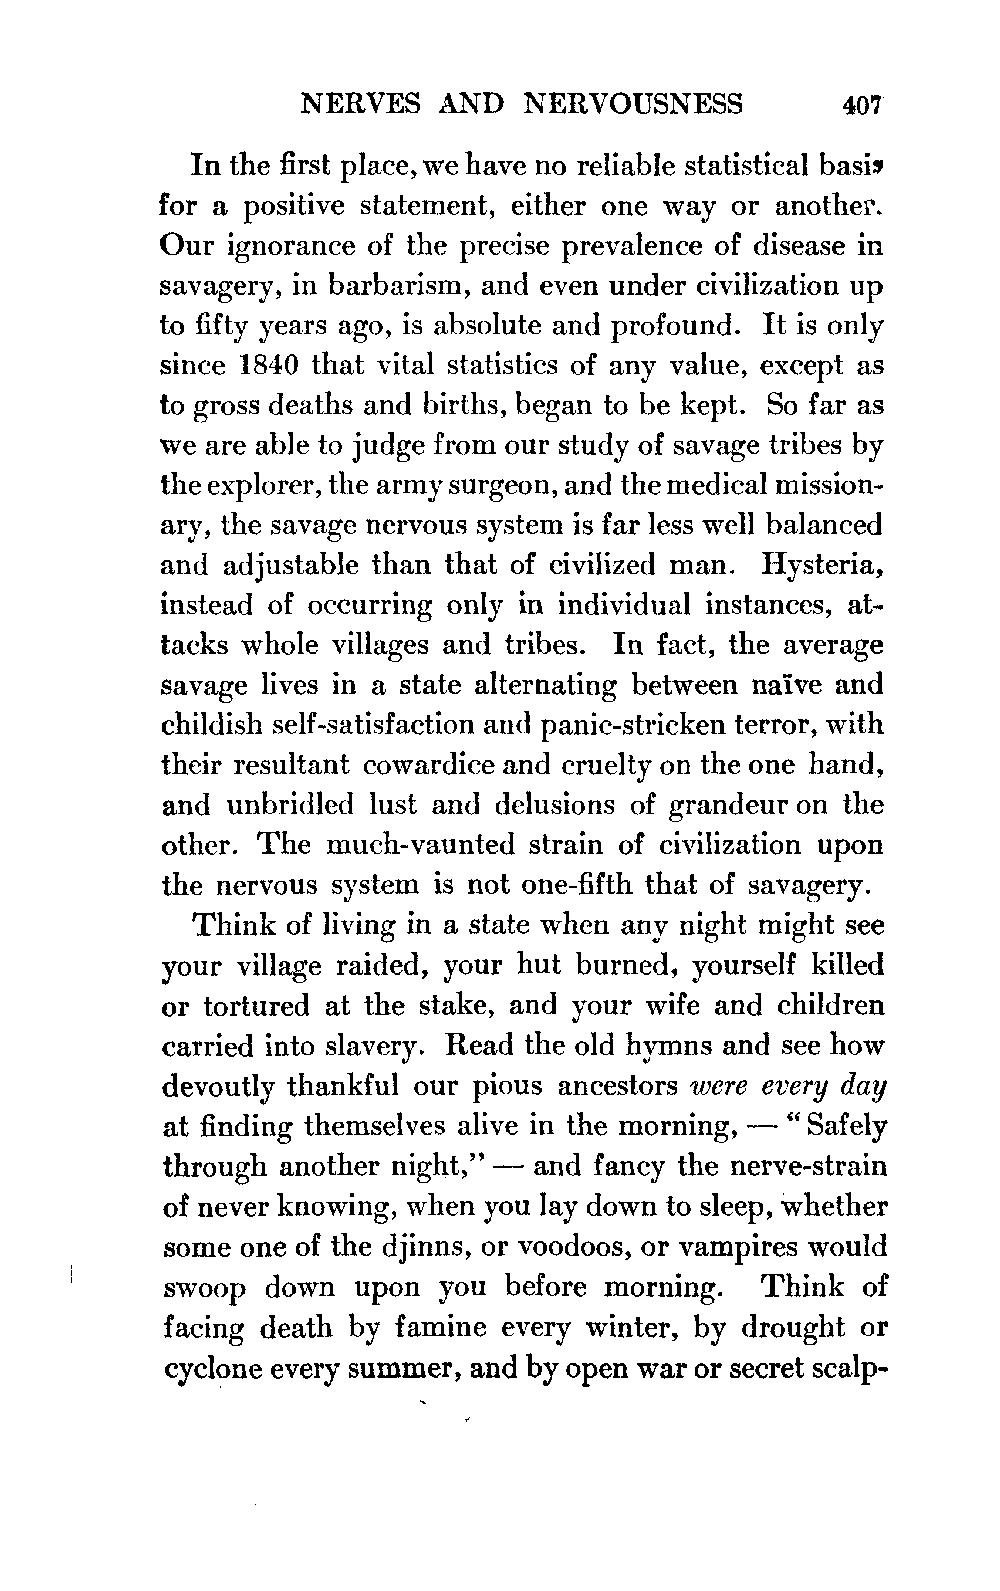 NERVES AND NERVOUSNESS 407
In the first place, we have no reliable statistical basis
for a positive statement, either one way or another.
Our ignorance of the precise prevalence of disease in
savagery, in barbarism, and even under civilization up
to fifty years ago, is absolute and profound. It is only
since 1840 that vital statistics of any value, except as
to gross deaths and births, began to be kept. So far as
we are able to judge from our study of savage tribes by
the explorer, the army surgeon, and the medical mission-
ary, the savage nervous system is far less well balanced
and adjustable than that of civilized man. Hysteria,
instead of occurring only in individual instances, at-
tacks whole villages and tribes. In fact, the average
savage lives in a state alternating between naïve and
childish self-satisfaction and panic-stricken terror, with
their resultant cowardice and cruelty on the one hand,
and unbridled lust and delusions of grandeur on the
other. The much-vaunted strain of civilization upon
the nervous system is not one-fifth that of savagery.
Think of living in a state when any night might see
your village raided, your hut burned, yourself killed
or tortured at the stake, and your wife and children
carried into slavery. Read the old hymns and see how
devoutly thankful our pious ancestors were every day
at finding themselves alive in the morning, — “Safely
through another night,” — and fancy the nerve-strain
of never knowing, when you lay down to sleep, whether
some one of the djinns, or voodoos, or vampires would
swoop down upon you before morning. Think of
facing death by famine every winter, by drought or
cyclone every summer, and by open war or secret scalp-